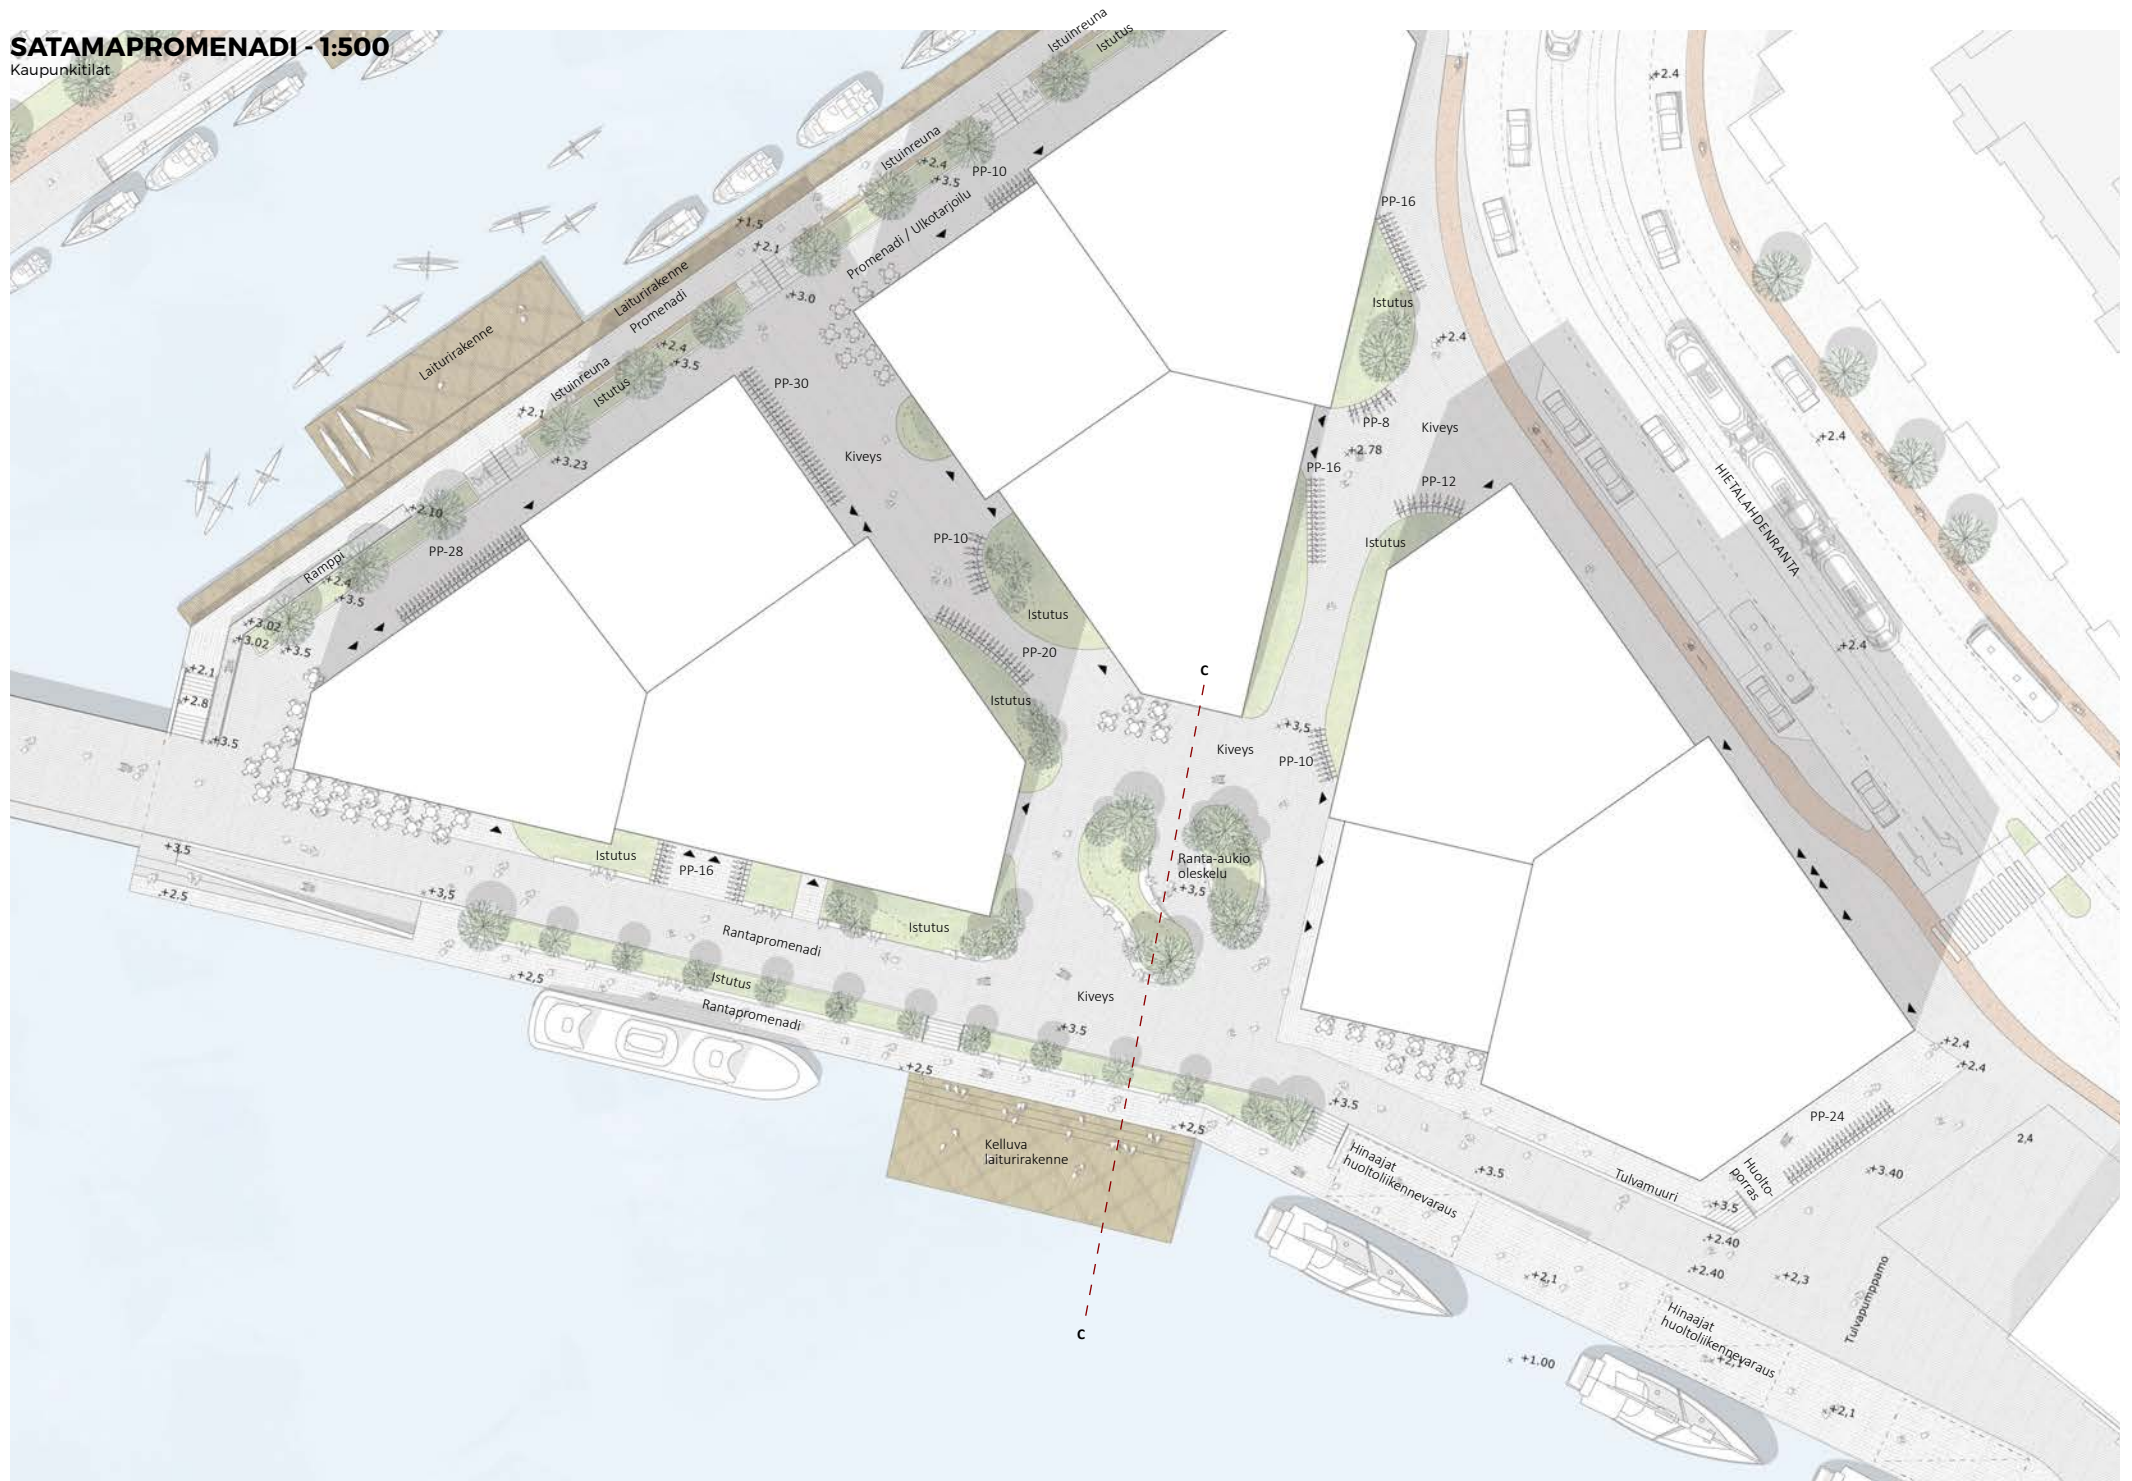 SATAMAPROMENADI - 1:500
Kaupunkitilat
Istuinreuna
Istutus
+2.4
Istuinreuna
+2.4
+3.5
PP-10
Promenadi / Ulkotarjoilu
PP-16
+1.5
+2.1
+3.0
Laiturirakenne
Promenadi
Istutus
+2.4
Laiturirakenne
+2.4
+3.5
Istuinreuna
Istutus
PP-30
+2.1
PP-8
Kiveys
+2.4
+3.23
Kiveys
+2.78
PP-16
PP-12
HIETALAHDENRANTA
+2.10
PP-28
PP-10
Istutus
Ramppi
+2.4
+3.5
Istutus
+3.02
+3.02
+3.5
PP-20
+2.4
+2.1
C
+2.8
Istutus
+3.5
+3,5
Kiveys
PP-10
+3.5
Istutus
PP-16
Ranta-aukio
oleskelu
+3,5
+2.5
+3,5
Istutus
Rantapromenadi
+2,5
Istutus
Kiveys
Rantapromenadi
+3.5
+2.4
+2.4
+2,5
+3.5
PP-24
+2,5
2,4
Kelluva
laiturirakenne
Hinaajat
huoltoliikennevaraus
+3.5
Tulvamuuri
Huolto-
porras
+3.40
+3.5
+2.40
+2.40
+2,3
+2,1
Tulvapumppamo
Hinaajat
huoltoliikennevaraus
C
+1.00
+2,1
+2,1